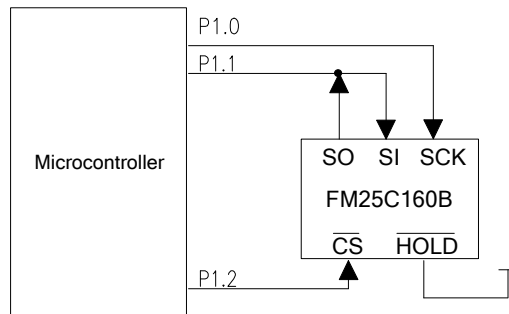 P1.0
P1.1
Microcontroller
SO SI SCK
FM25C160B
CS HOLD
P1.2